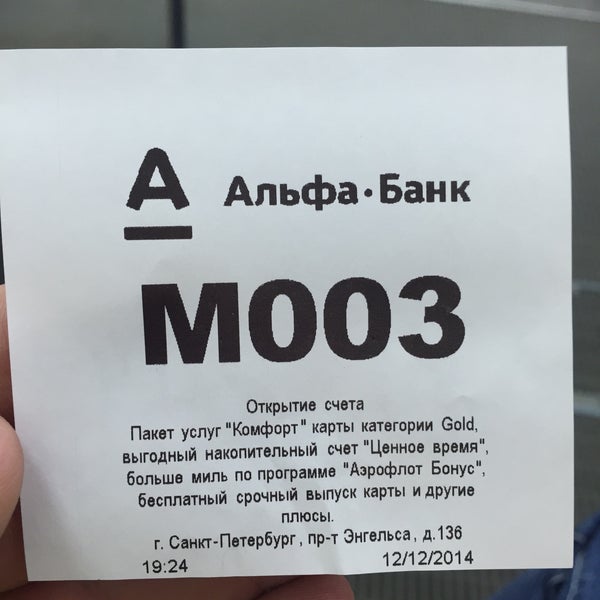 А Альфа·Банк
М003
Открытие счета
Пакет услуг "Комфорт" карты категории Gold,
выгодный накопительный счет "Ценное время",
больше миль по программе "Аэрофлот Бонус",
бесплатный срочный выпуск карты и другие
плюсы.
г. Санкт-Петербург, пр-т Энгельса, д.136
19:24 12/12/2014